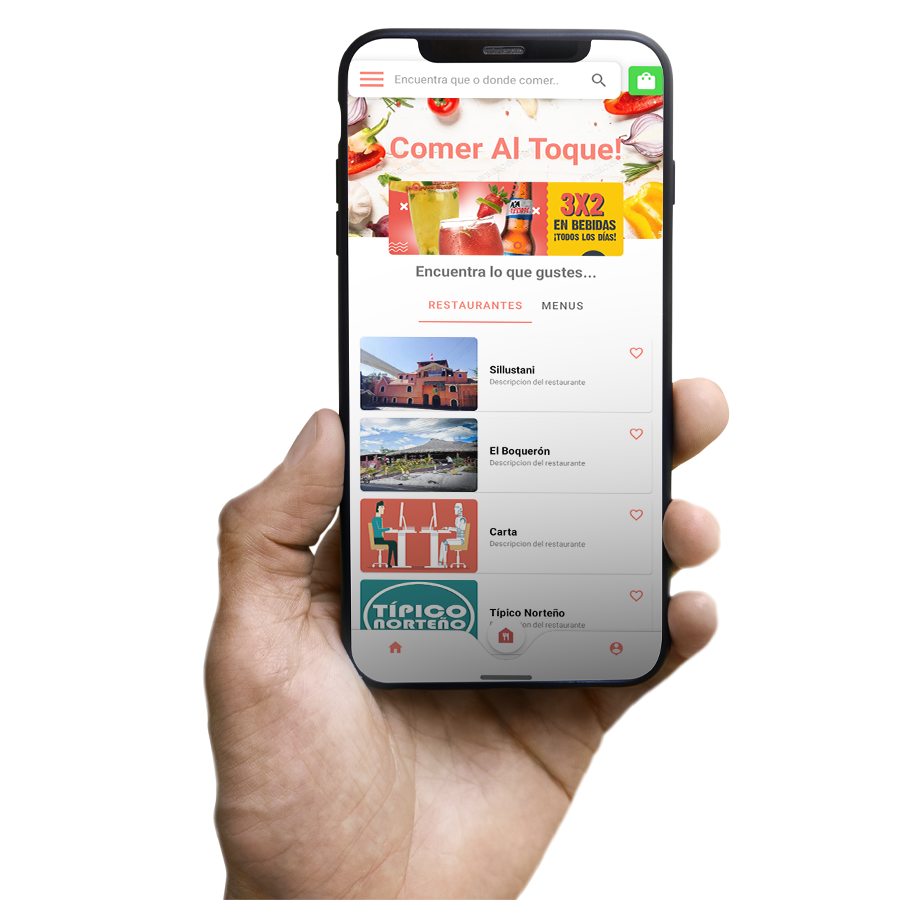 Encuentra que o donde comer..
Comer Al Toque!
3X2
EN BEBIDAS
¡TODOS LOS DÍAS!
Encuentra lo que gustes...
RESTAURANTES MENUS
Sillustani
Descripcion del restaurante
El Boquerón
Descripcion del restaurante
Carta
Descripcion del restaurante
TÍPICO
NORTEÑO
Típico Norteño
Descripcion del restaurante